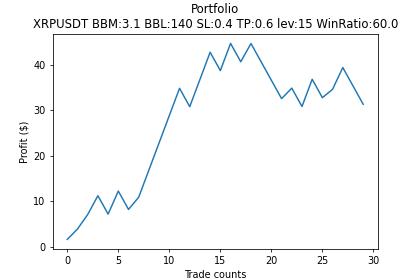 Portfolio
XRPUSDT BBM:3.1 BBL:140 SL:0.4 TP:0.6 lev:15 WinRatio:60.0
Profit ($)
40
30
20
10
0
0 5 10 15 20 25 30
Trade counts